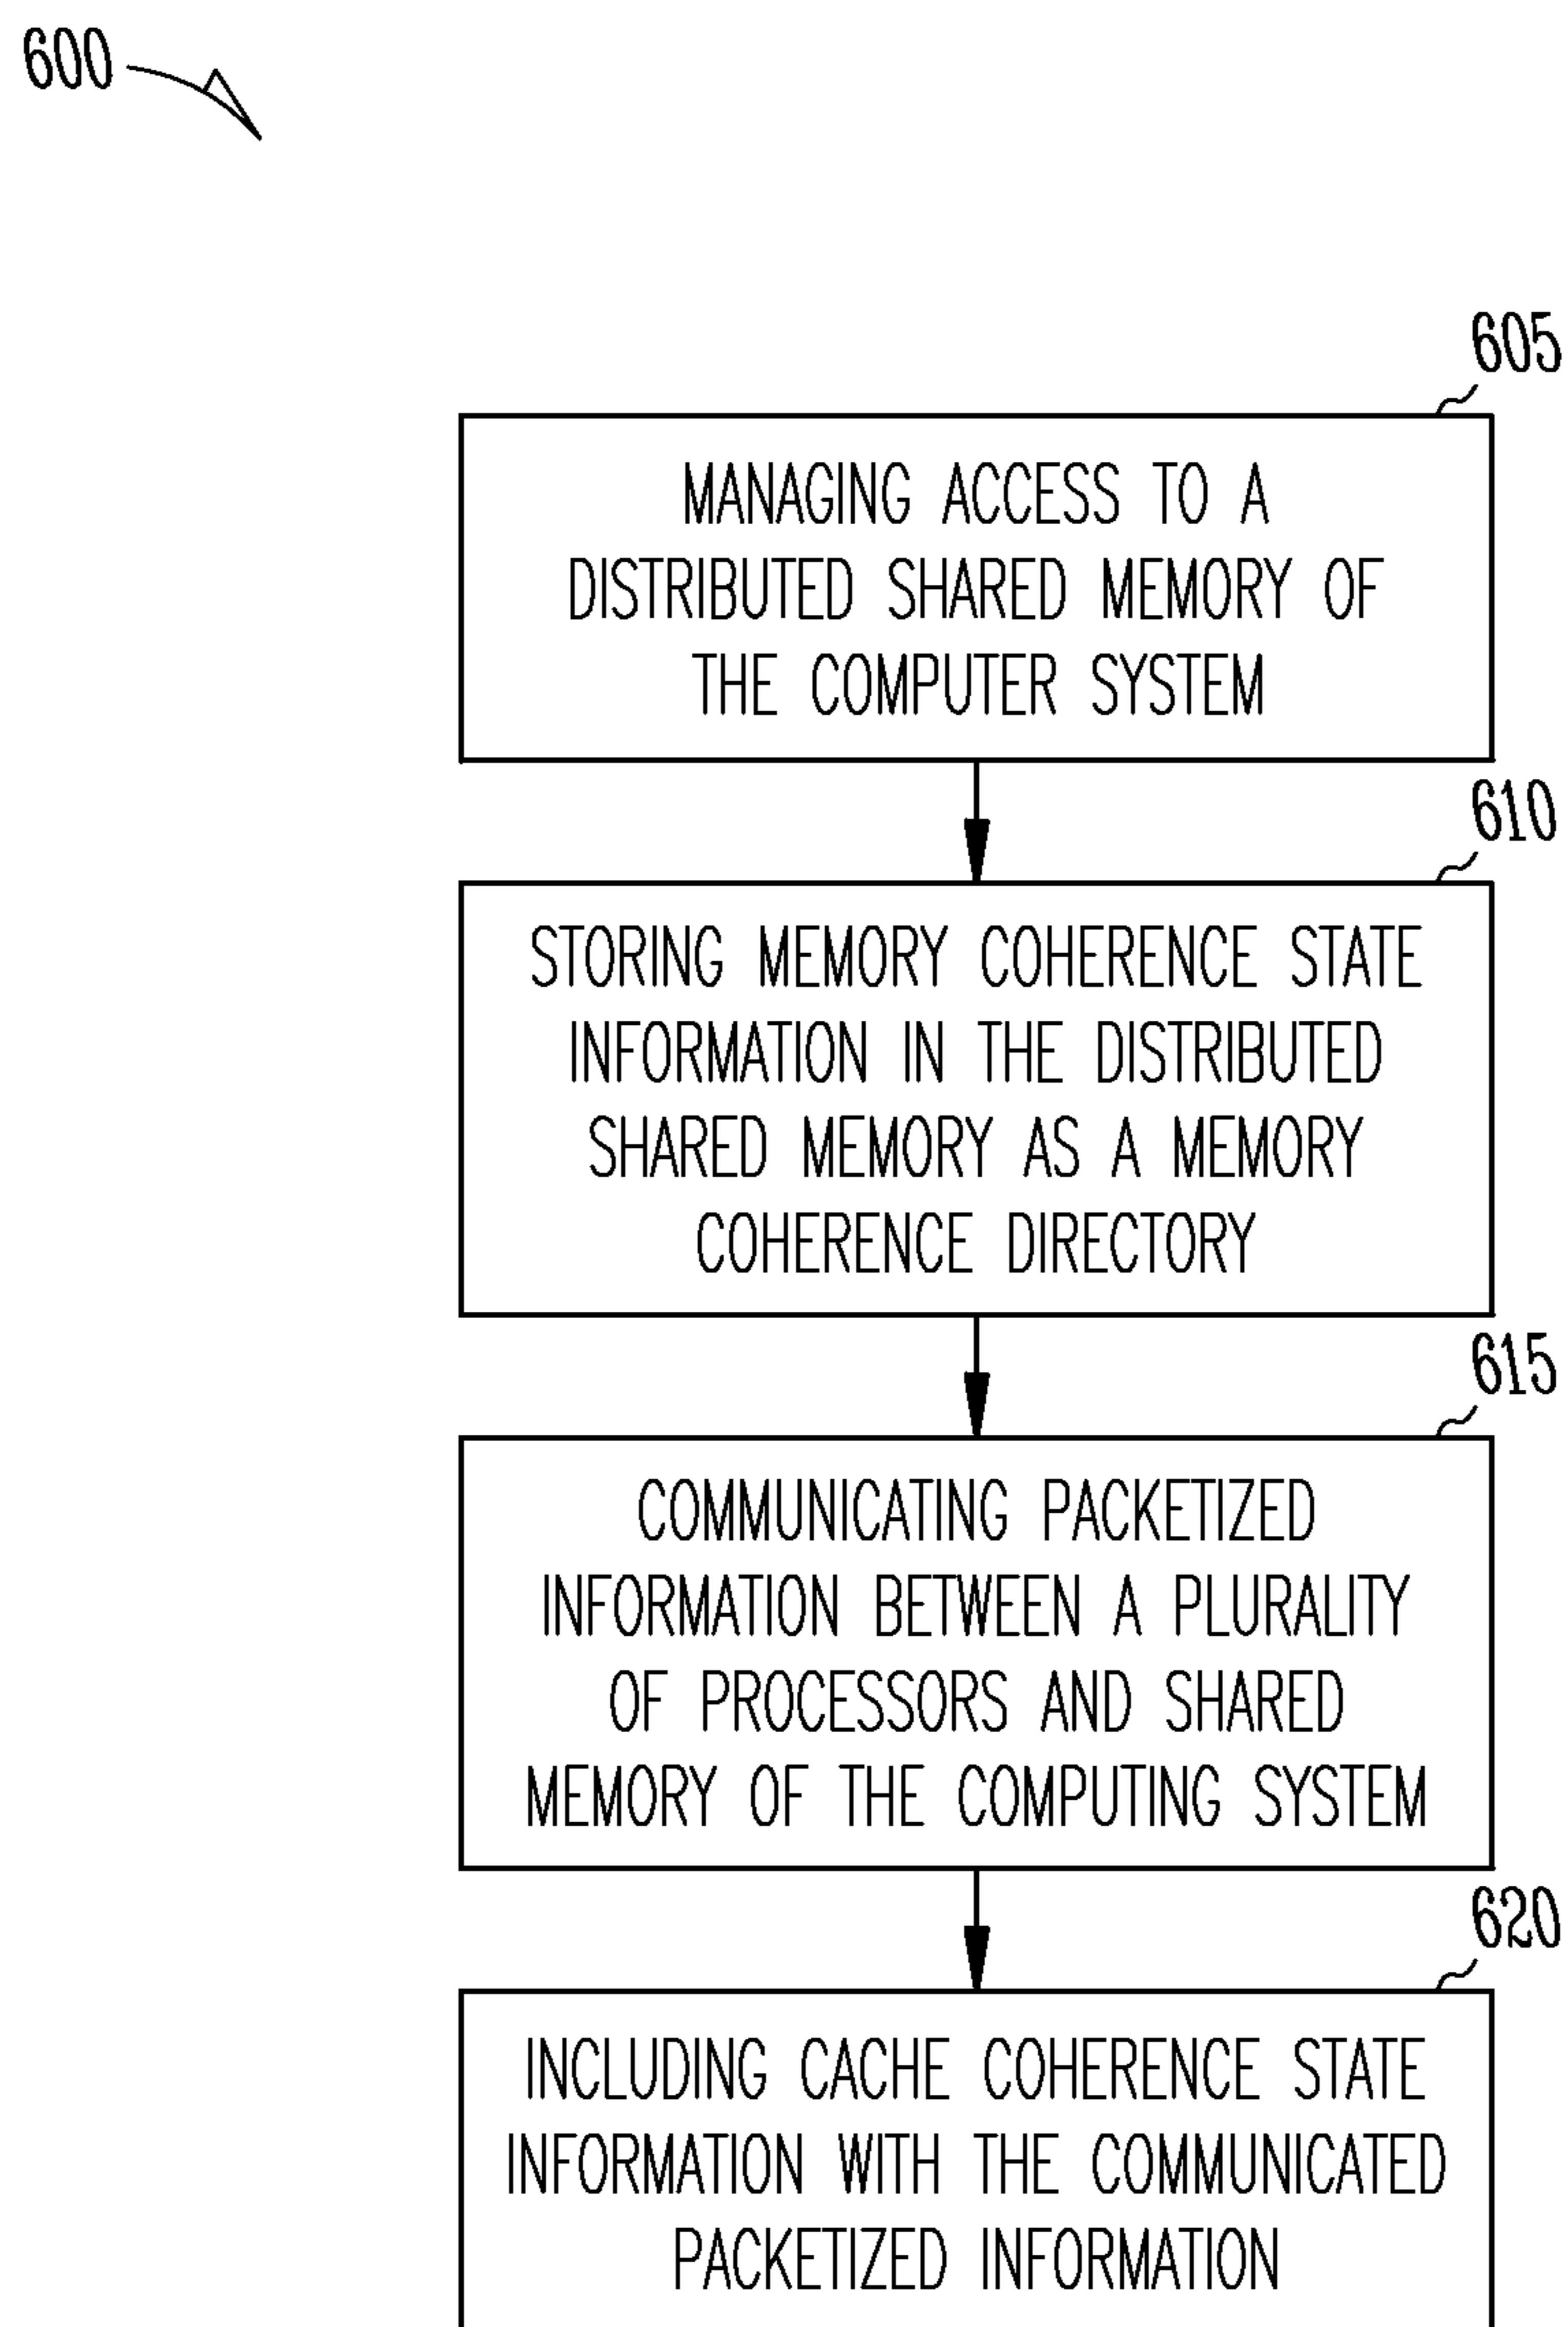 600
605
MANAGING ACCESS TO A
DISTRIBUTED SHARED MEMORY OF
THE COMPUTER SYSTEM
610
STORING MEMORY COHERENCE STATE
INFORMATION IN THE DISTRIBUTED
SHARED MEMORY AS A MEMORY
COHERENCE DIRECTORY
615
COMMUNICATING PACKETIZED
INFORMATION BETWEEN A PLURALITY
OF PROCESSORS AND SHARED
MEMORY OF THE COMPUTING SYSTEM
620
INCLUDING CACHE COHERENCE STATE
INFORMATION WITH THE COMMUNICATED
PACKETIZED INFORMATION